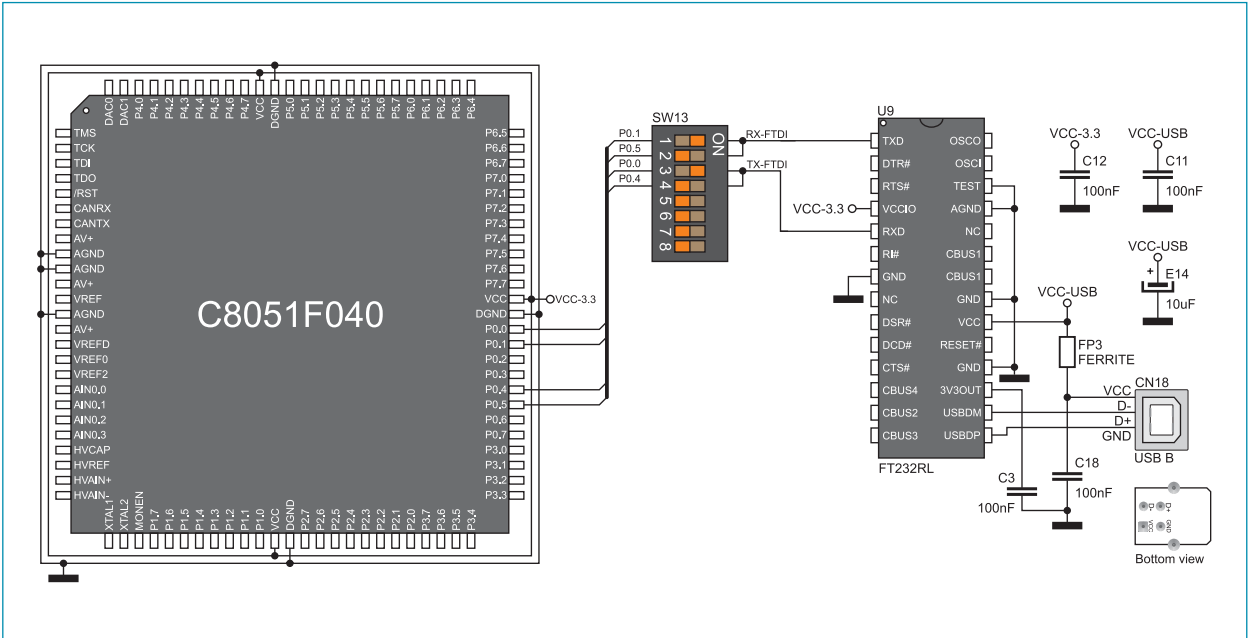 DAC0
DAC1
P4.0
P4.1
P4.2
P4.3
P4.4
P4.5
P4.6
P4.7
VCC
DGND
P5.0
P5.1
P5.2
P5.3
P5.4
P5.5
P5.6
P5.7
P6.0
P6.1
P6.2
P6.3
P6.4
TMS
TCK
TDI
TDO
/RST
CANRX
CANTX
AV+
AGND
AGND
AV+
VREF
AGND
AV+
VREFD
VREF0
VREF2
AIN0.0
AIN0.1
AIN0.2
AIN0.3
HVCAP
HVREF
HVAIN+
HVAIN-
C8051F040
P6.5
P6.6
P6.7
P7.0
P7.1
P7.2
P7.3
P7.4
P7.5
P7.6
P7.7
VCC
DGND
P0.0
P0.1
P0.2
P0.3
P0.4
P0.5
P0.6
P0.7
P3.0
P3.1
P3.2
P3.3
XTAL1
XTAL2
MONEN
P1.7
P1.6
P1.5
P1.4
P1.3
P1.2
P1.1
P1.0
VCC
DGND
P2.7
P2.6
P2.5
P2.4
P2.3
P2.2
P2.1
P2.0
P3.7
P3.6
P3.5
P3.4
VCC-3.3
P0.1
P0.5
P0.0
P0.4
SW13
1
2
3
4
5
6
7
8
ON
RX-FTDI
TX-FTDI
VCC-3.3
U9
TXD
DTR#
RTS#
VCCIO
RXD
RI#
GND
NC
DSR#
DCD#
CTS#
CBUS4
CBUS2
CBUS3
OSCO
OSCI
TEST
AGND
NC
CBUS1
CBUS1
GND
VCC
RESET#
GND
3V3OUT
USBDM
USBDP
FT232RL
VCC-3.3
C12
100nF
VCC-USB
C11
100nF
VCC-USB
+
E14
10uF
VCC-USB
FP3
FERRITE
CN18
VCC
D-
D+
GND
USB B
C3
100nF
C18
100nF
D-
D+
VCC
GND
Bottom view